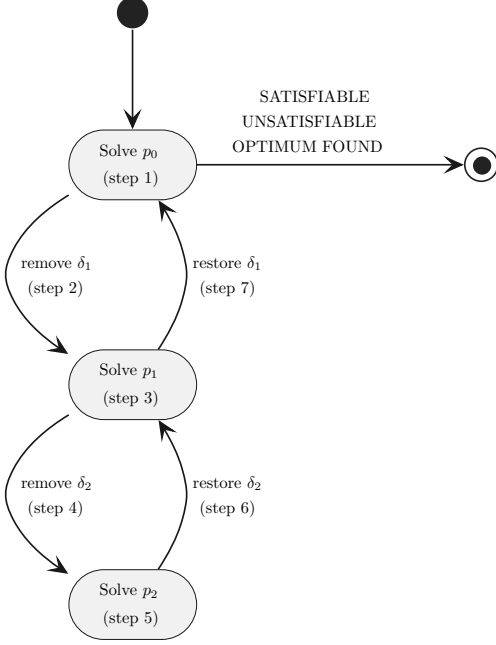 SATISFIABLE
UNSATISFIABLE
OPTIMUM FOUND
Solve p₀
(step 1)
remove δ₁
(step 2)
restore δ₁
(step 7)
Solve p₁
(step 3)
remove δ₂
(step 4)
restore δ₂
(step 6)
Solve p₂
(step 5)